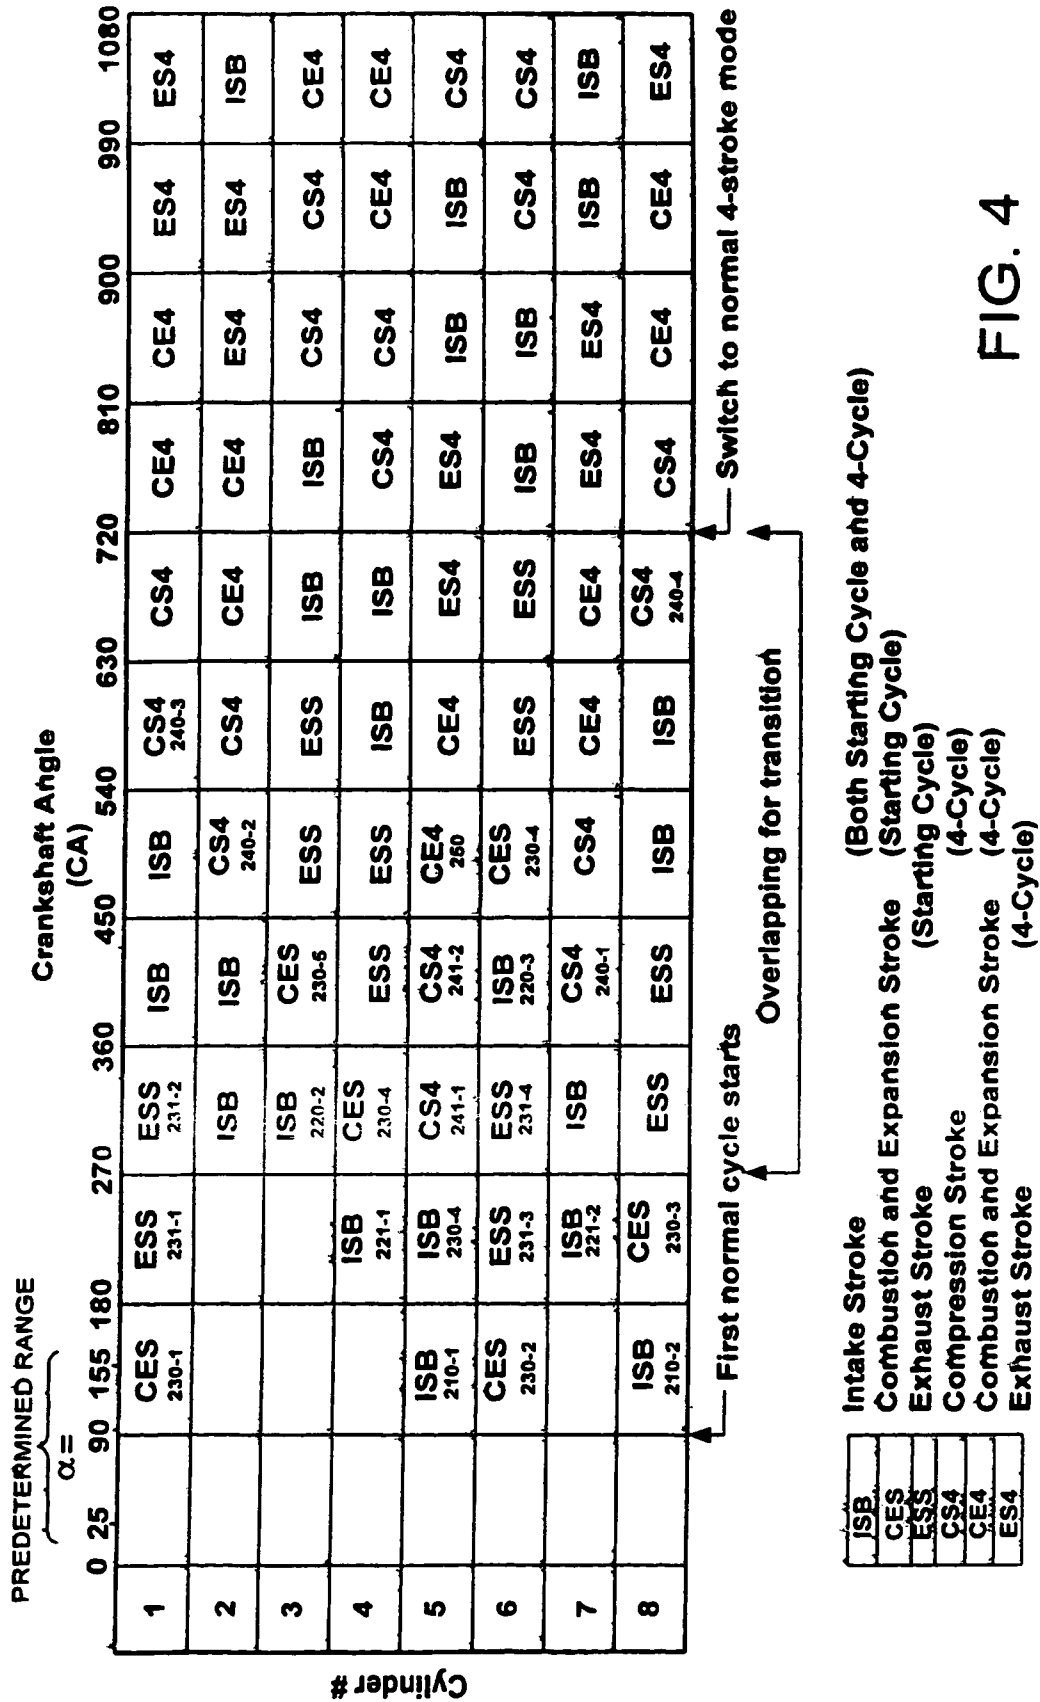 Crankshaft Angle
(CA)
PREDETERMINED RANGE
α=
0 25 90 155 180 270 360 450 540 630 720 810 900 990 1080
Cylinder #
1 CES 230-1 ESS 231-1 ESS 231-2 ISB ISB CS4 240-3 CS4 CE4 CE4 ES4 ES4
2 ISB ISB CS4 240-2 CS4 CE4 CE4 ES4 ES4 ISB
3 ISB 220-2 CES 230-5 ESS ESS ISB ISB CS4 CS4 CE4
4 ISB 221-1 CES 230-4 ESS ESS ISB ISB CS4 CS4 CE4 CE4
5 ISB 210-1 ISB 230-4 CS4 241-1 CS4 241-2 CE4 250 CE4 ES4 ES4 ISB ISB CS4
6 CES 230-2 ESS 231-3 ESS 231-4 ISB 220-3 CES 230-4 ESS ESS ISB ISB CS4 CS4
7 ISB 221-2 ISB CS4 240-1 CS4 CE4 CE4 ES4 ES4 ISB ISB
8 ISB 210-2 CES 230-3 ESS ESS ISB ISB CS4 240-4 CS4 CE4 CE4 ES4
First normal cycle starts
Overlapping for transition
Switch to normal 4-stroke mode
ISB Intake Stroke (Both Starting Cycle and 4-Cycle)
CES Combustion and Expansion Stroke (Starting Cycle)
ESS Exhaust Stroke (Starting Cycle)
CS4 Compression Stroke (4-Cycle)
CE4 Combustion and Expansion Stroke (4-Cycle)
ES4 Exhaust Stroke (4-Cycle)
FIG. 4